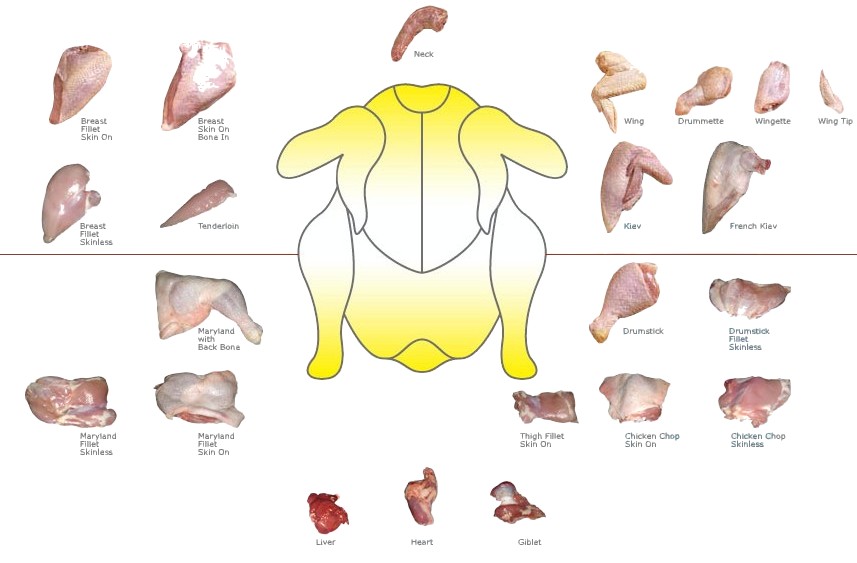 Neck
Breast
Fillet
Skin On
Breast
Skin On
Bona In
Wing
Drummette
Wingette
Wing Tip
Breast
Fillet
Skinless
Tenderloin
Kiev
French Kiev
Maryland
with
Back Bona
Drumstick
Drumstick
Fillet
Skinless
Maryland
Fillet
Skinless
Maryland
Fillet
Skin On
Thigh Fillet
Skin On
Chicken Chop
Skin On
Chicken Chop
Skinless
Liver
Heart
Giblet